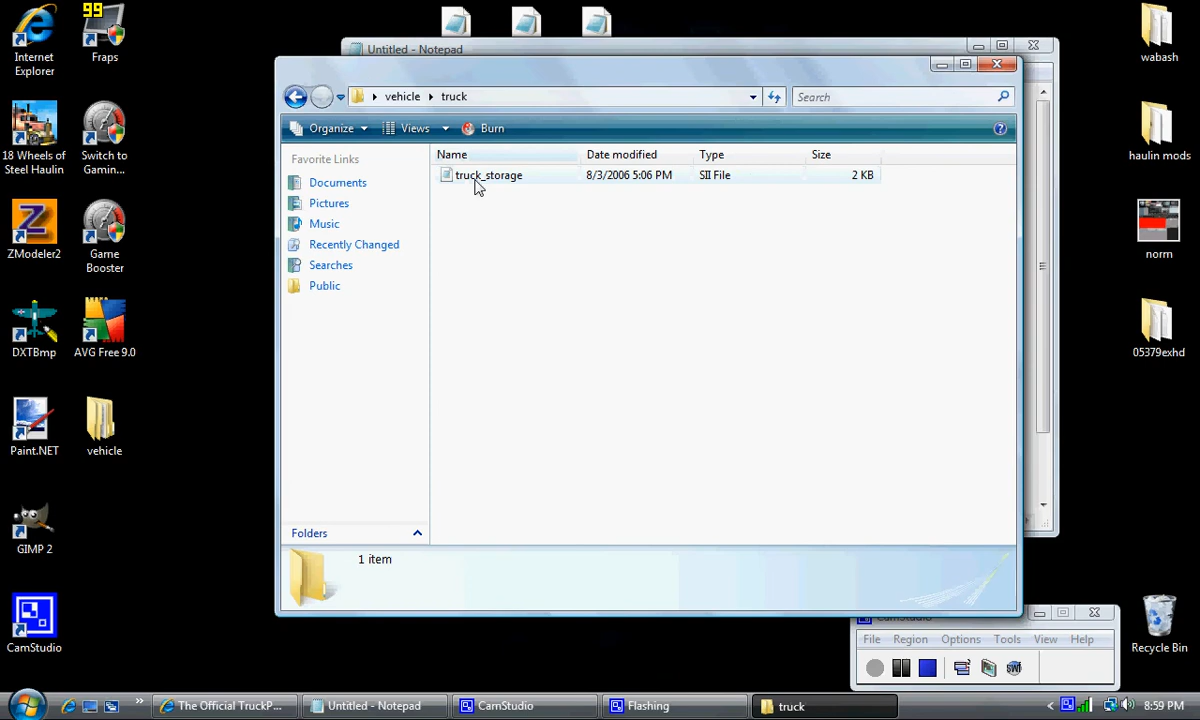 99
Internet
Explorer
Fraps
18 Wheels of
Steel Haulin
Switch to
Gamin...
ZModeler2
Game
Booster
DXTBmp
AVG Free 9.0
Paint.NET
vehicle
GIMP 2
CamStudio
Untitled - Notepad
vehicle
truck
Search
Organize
Views
Burn
Favorite Links
Documents
Pictures
Music
Recently Changed
Searches
Public
Folders
Name
Date modified
Type
Size
truck_storage
8/3/2006 5:06 PM
SII File
2 KB
1 item
wabash
haulin mods
norm
05379exhd
Recycle Bin
CamStudio
File
Region
Options
Tools
View
Help
SWF
The Official TruckP...
Untitled - Notepad
CamStudio
Flashing
truck
8:59 PM